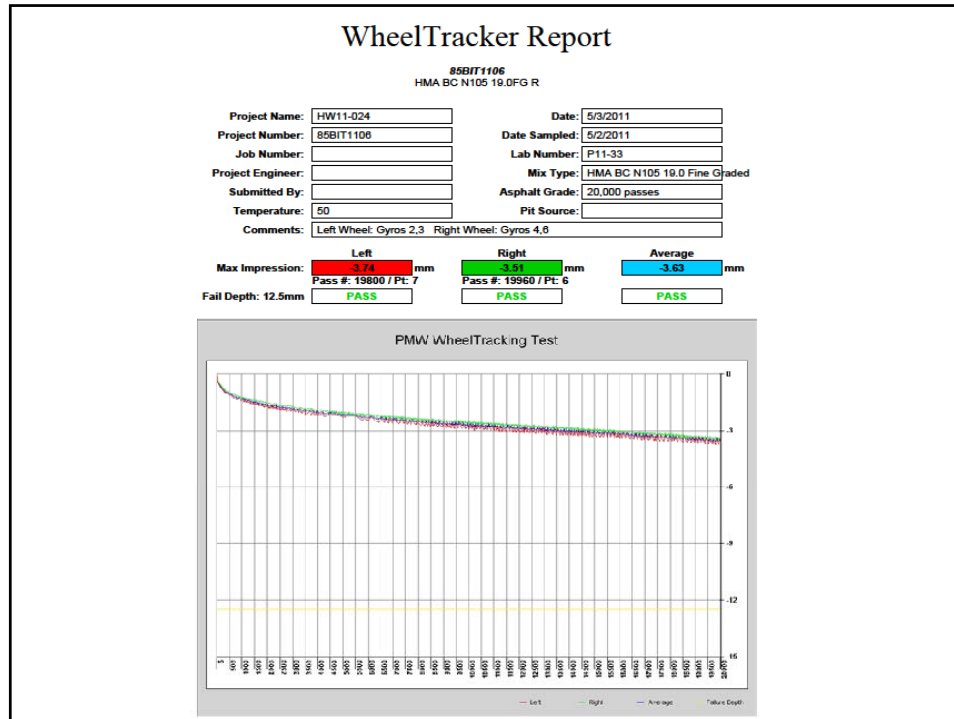 WheelTracker Report
85BIT1106
HMA BC N105 19.0FG R
Project Name: HW11-024 Date: 5/3/2011
Project Number: 85BIT1106 Date Sampled: 5/2/2011
Job Number: Lab Number: P11-33
Project Engineer: Mix Type: HMA BC N105 19.0 Fine Graded
Submitted By: Asphalt Grade: 20,000 passes
Temperature: 50 Pit Source:
Comments: Left Wheel: Gyros 2,3 Right Wheel: Gyros 4,6
Left Right Average
Max Impression: -3.74 mm -3.51 mm -3.63 mm
Pass #: 19800 / Pt: 7 Pass #: 19960 / Pt: 6
Fail Depth: 12.5mm PASS PASS PASS
PMW WheelTracking Test
0
-3
-6
-9
-12
-15
Left Right Average Failure Depth